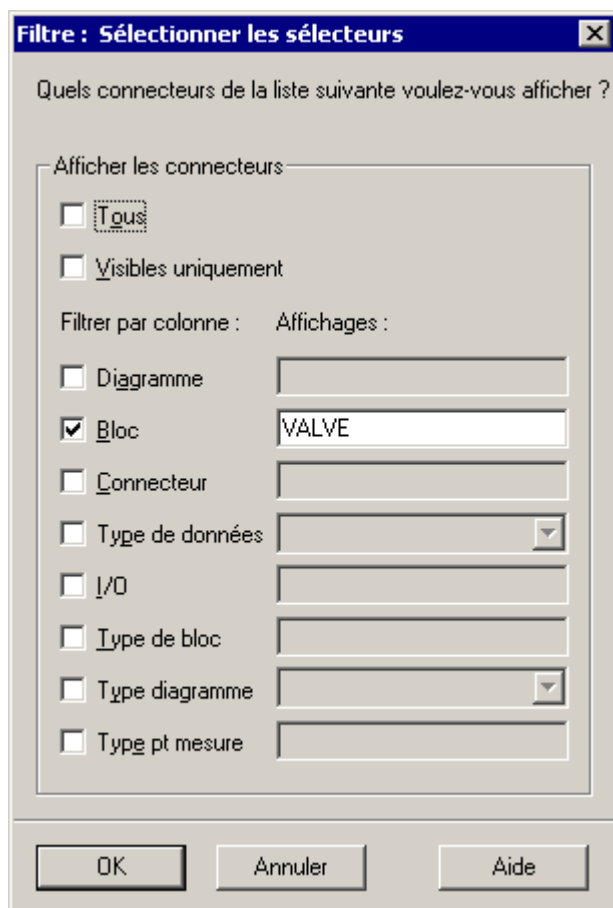 Filtre : Sélectionner les sélecteurs
Quels connecteurs de la liste suivante voulez-vous afficher ?
Afficher les connecteurs
Tous
Visibles uniquement
Filtrer par colonne : Affichages :
Diagramme
Bloc VALVE
Connecteur
Type de données
I/O
Type de bloc
Type diagramme
Type pt mesure
OK Annuler Aide